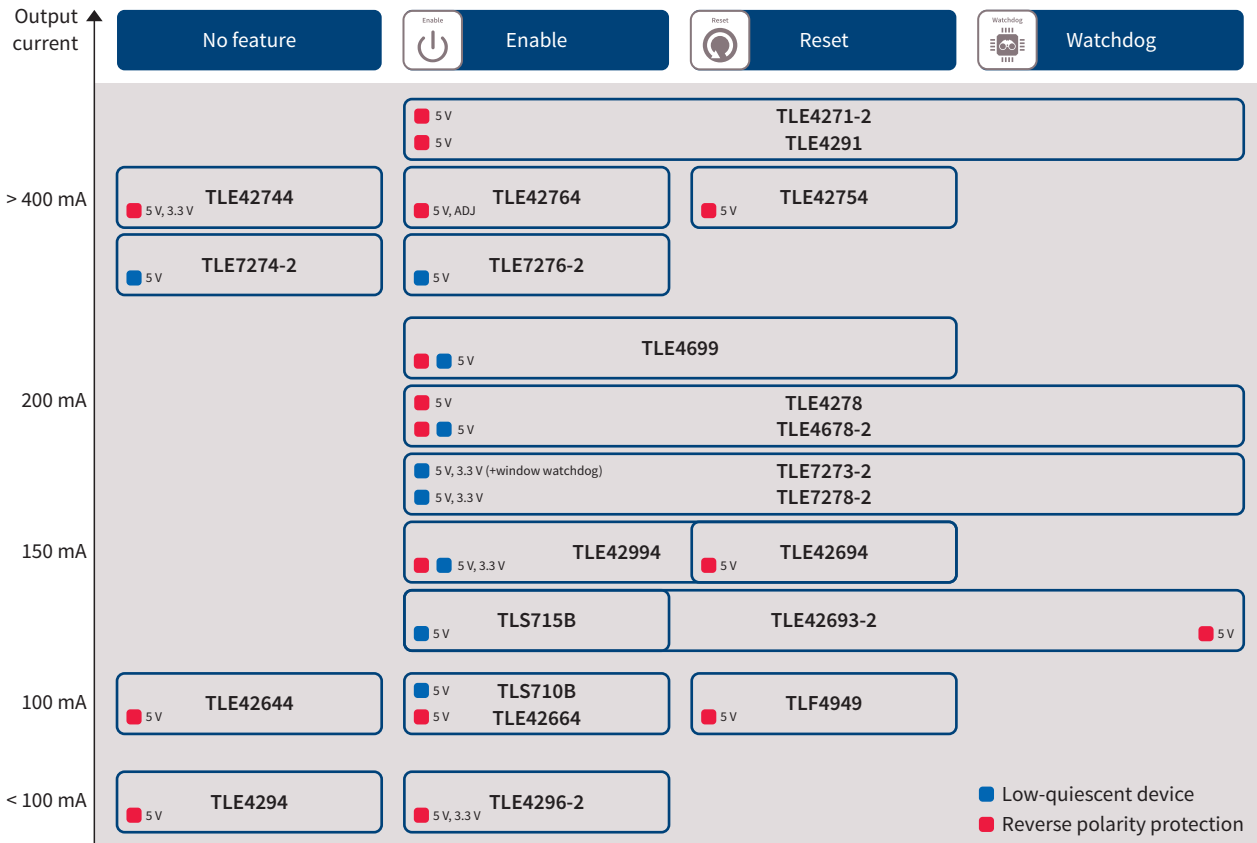 Output
current
No feature
Enable
Enable
Reset
Reset
Watchdog
Watchdog
5 V TLE4271-2
5 V TLE4291
> 400 mA
TLE42744
5 V, 3.3 V
TLE42764
5 V, ADJ
TLE42754
5 V
TLE7274-2
5 V
TLE7276-2
5 V
TLE4699
5 V
200 mA
5 V TLE4278
5 V TLE4678-2
5 V, 3.3 V (+window watchdog) TLE7273-2
5 V, 3.3 V TLE7278-2
150 mA
TLE42994
5 V, 3.3 V
TLE42694
5 V
TLS715B
5 V
TLE42693-2
5 V
100 mA
TLE42644
5 V
5 V TLS710B
5 V TLE42664
TLF4949
5 V
< 100 mA
TLE4294
5 V
TLE4296-2
5 V, 3.3 V
Low-quiescent device
Reverse polarity protection